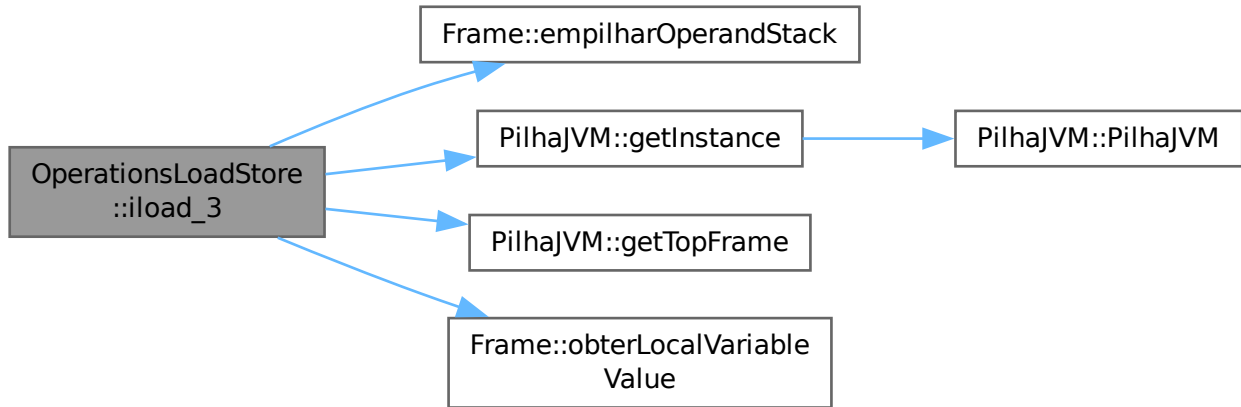 Frame::empilharOperandStack
OperationsLoadStore
::iload_3
PilhaJVM::getInstance
PilhaJVM::PilhaJVM
PilhaJVM::getTopFrame
Frame::obterLocalVariable
Value